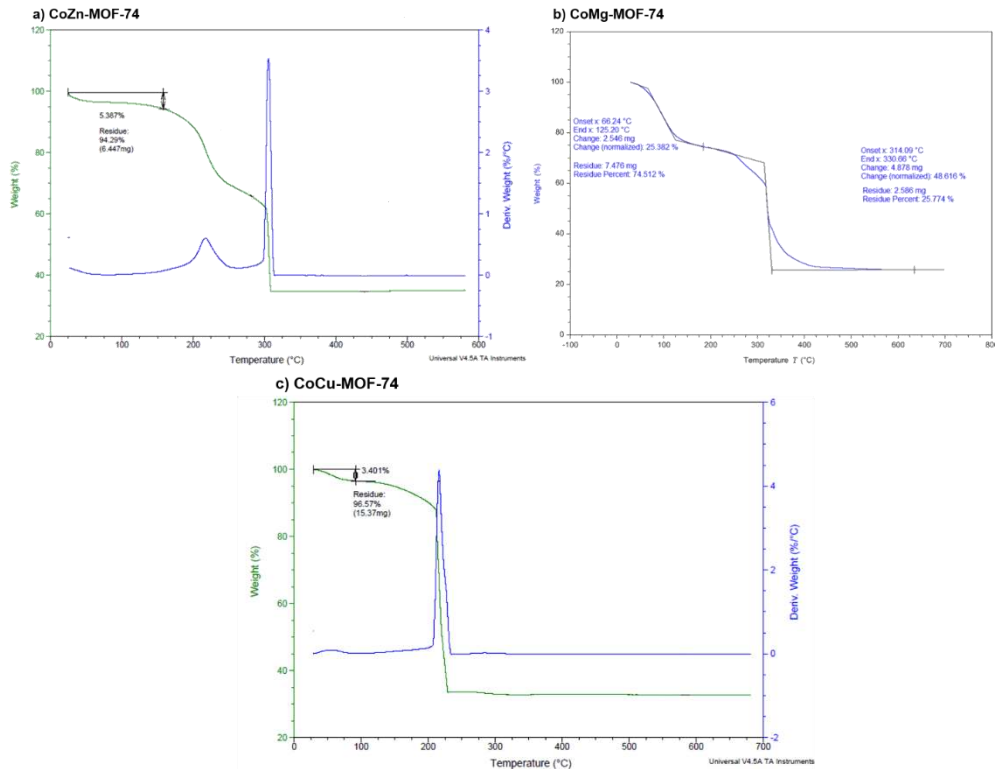 a) CoZn-MOF-74
120
100
80
60
40
20
Weight (%)
4
3
2
1
0
-1
Deriv. Weight (%/°C)
5.387%
Residue:
94.29%
(6.447mg)
0
100
200
300
400
500
600
Temperature (°C)
Universal V4.5A TA Instruments
b) CoMg-MOF-74
120
100
80
60
40
20
0
Weight (%)
Onset x: 66.24 °C
End x: 125.20 °C
Change: 2.546 mg
Change (normalized): 25.382 %
Residue: 7.476 mg
Residue Percent: 74.512 %
Onset x: 314.09 °C
End x: 330.66 °C
Change: 4.878 mg
Change (normalized): 48.616 %
Residue: 2.586 mg
Residue Percent: 25.774 %
-100
0
100
200
300
400
500
600
700
800
Temperature T (°C)
c) CoCu-MOF-74
120
100
80
60
40
20
Weight (%)
6
4
2
0
-2
Deriv. Weight (%/°C)
3.401%
Residue:
96.57%
(15.37mg)
0
100
200
300
400
500
600
700
Temperature (°C)
Universal V4.5A TA Instruments